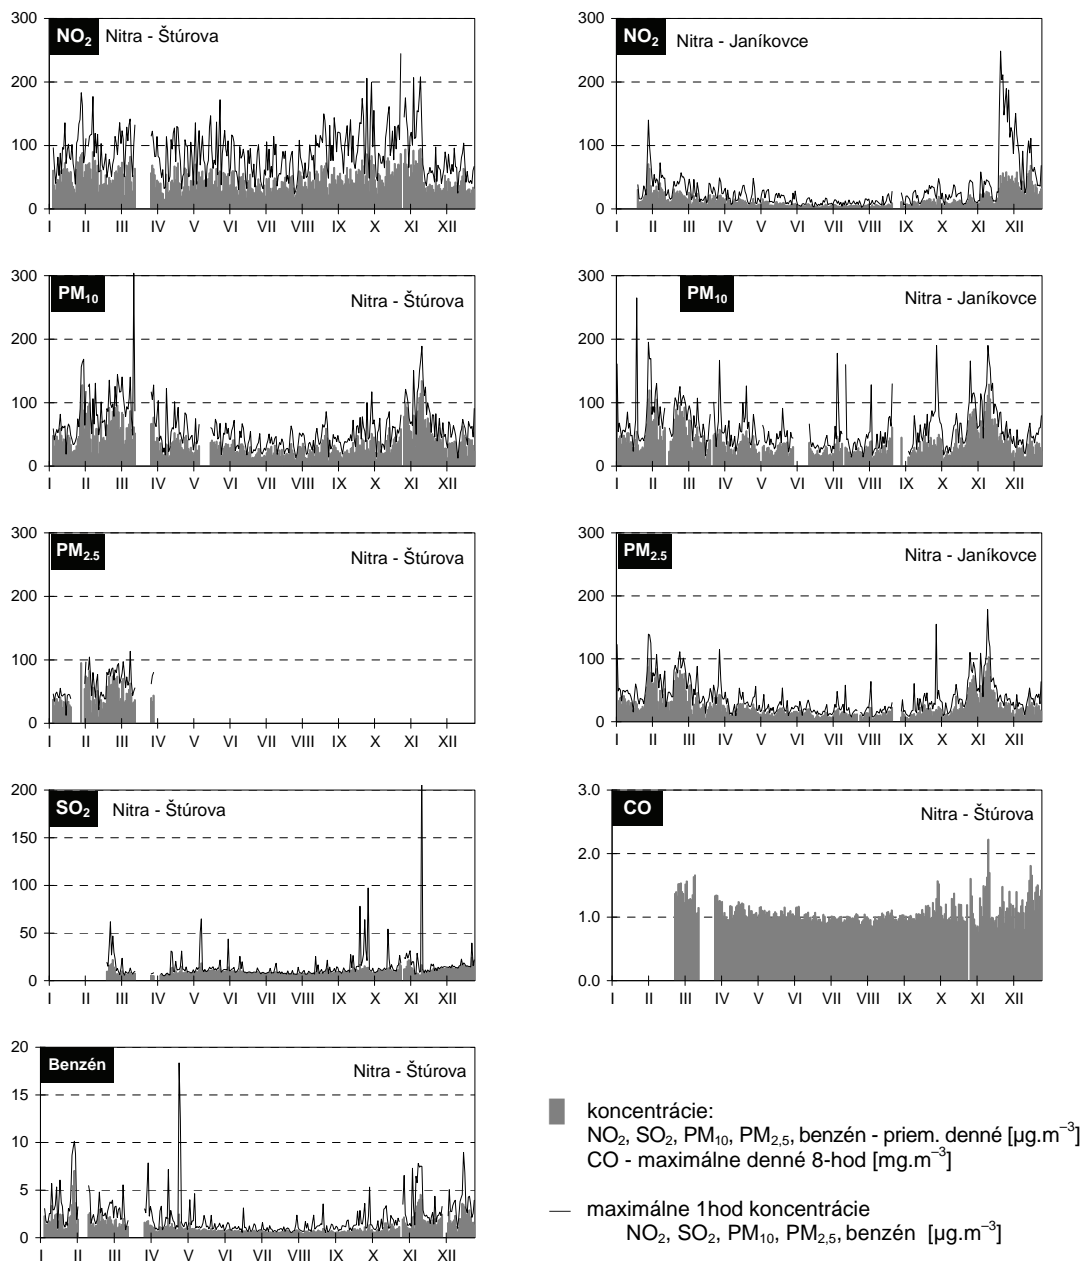 NO₂ Nitra - Štúrova
300
200
100
0
I II III IV V VI VII VIII IX X XI XII
NO₂ Nitra - Janíkovce
300
200
100
0
I II III IV V VI VII VIII IX X XI XII
PM₁₀ Nitra - Štúrova
300
200
100
0
I II III IV V VI VII VIII IX X XI XII
PM₁₀ Nitra - Janíkovce
300
200
100
0
I II III IV V VI VII VIII IX X XI XII
PM₂.₅ Nitra - Štúrova
300
200
100
0
I II III IV V VI VII VIII IX X XI XII
PM₂.₅ Nitra - Janíkovce
300
200
100
0
I II III IV V VI VII VIII IX X XI XII
SO₂ Nitra - Štúrova
200
150
100
50
0
I II III IV V VI VII VIII IX X XI XII
CO Nitra - Štúrova
3.0
2.0
1.0
0.0
I II III IV V VI VII VIII IX X XI XII
Benzén Nitra - Štúrova
20
15
10
5
0
I II III IV V VI VII VIII IX X XI XII
koncentrácie:
NO₂, SO₂, PM₁₀, PM₂,₅, benzén - priem. denné [µg.m⁻³]
CO - maximálne denné 8-hod [mg.m⁻³]
maximálne 1hod koncentrácie
NO₂, SO₂, PM₁₀, PM₂,₅, benzén [µg.m⁻³]